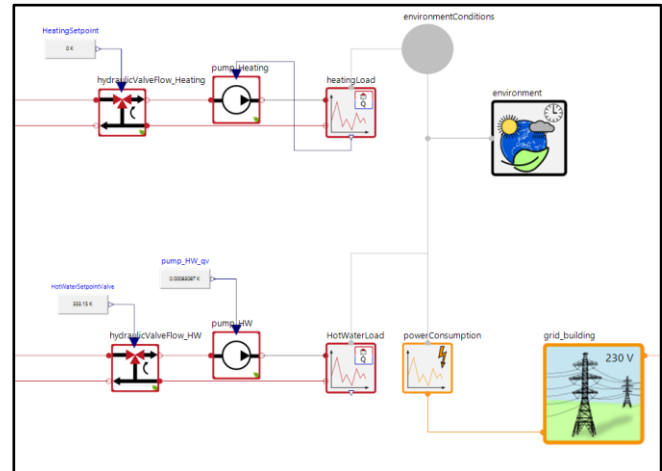 environmentConditions
HeatingSetpoint
0 K
pump_Heating
hydraulicValveFlow_Heating
heatingLoad
Q
environment
pump_HW_qv
HotWaterSetpointValve
333.15 K
pump_HW
hydraulicValveFlow_HW
HotWaterLoad
Q
powerConsumption
grid_building
230 V